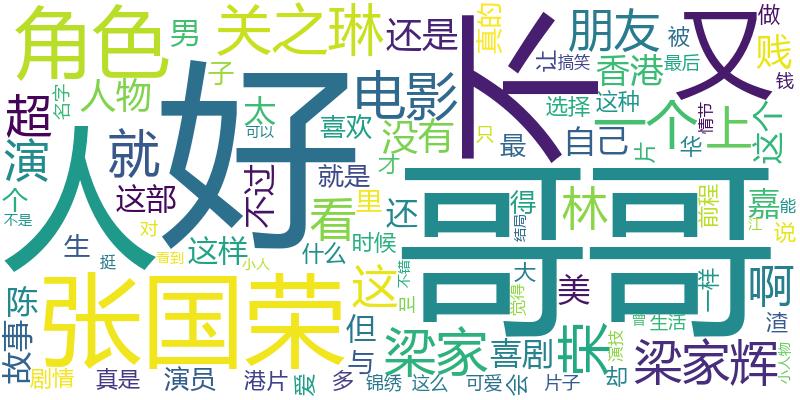 角色
男
关之琳
还是
真的
不
朋友
又
被
做
让
搞笑
香港
最后
贱
钱
超
名字
人物
子
太
可以
电影
好
喜欢
没有
才
只
最
选择
这种
自己
一个
片
情节
华
上
这个
演
就
人
个
不是
这部
对
不过
就是
看
里
还
哥哥
得
结局
林
前程
嘉
能
说
江
生
挺
这样
看到
小人
什么
时候
张国荣
这
不错
觉得
大
美
一样
啊
渣
陈
故事
但
与
梁家
喜剧
荣
曾
生活
演技
梁家辉
小人物
剧情
真是
演员
港片
爱
多
锦绣
这么
可爱
会
片子
却